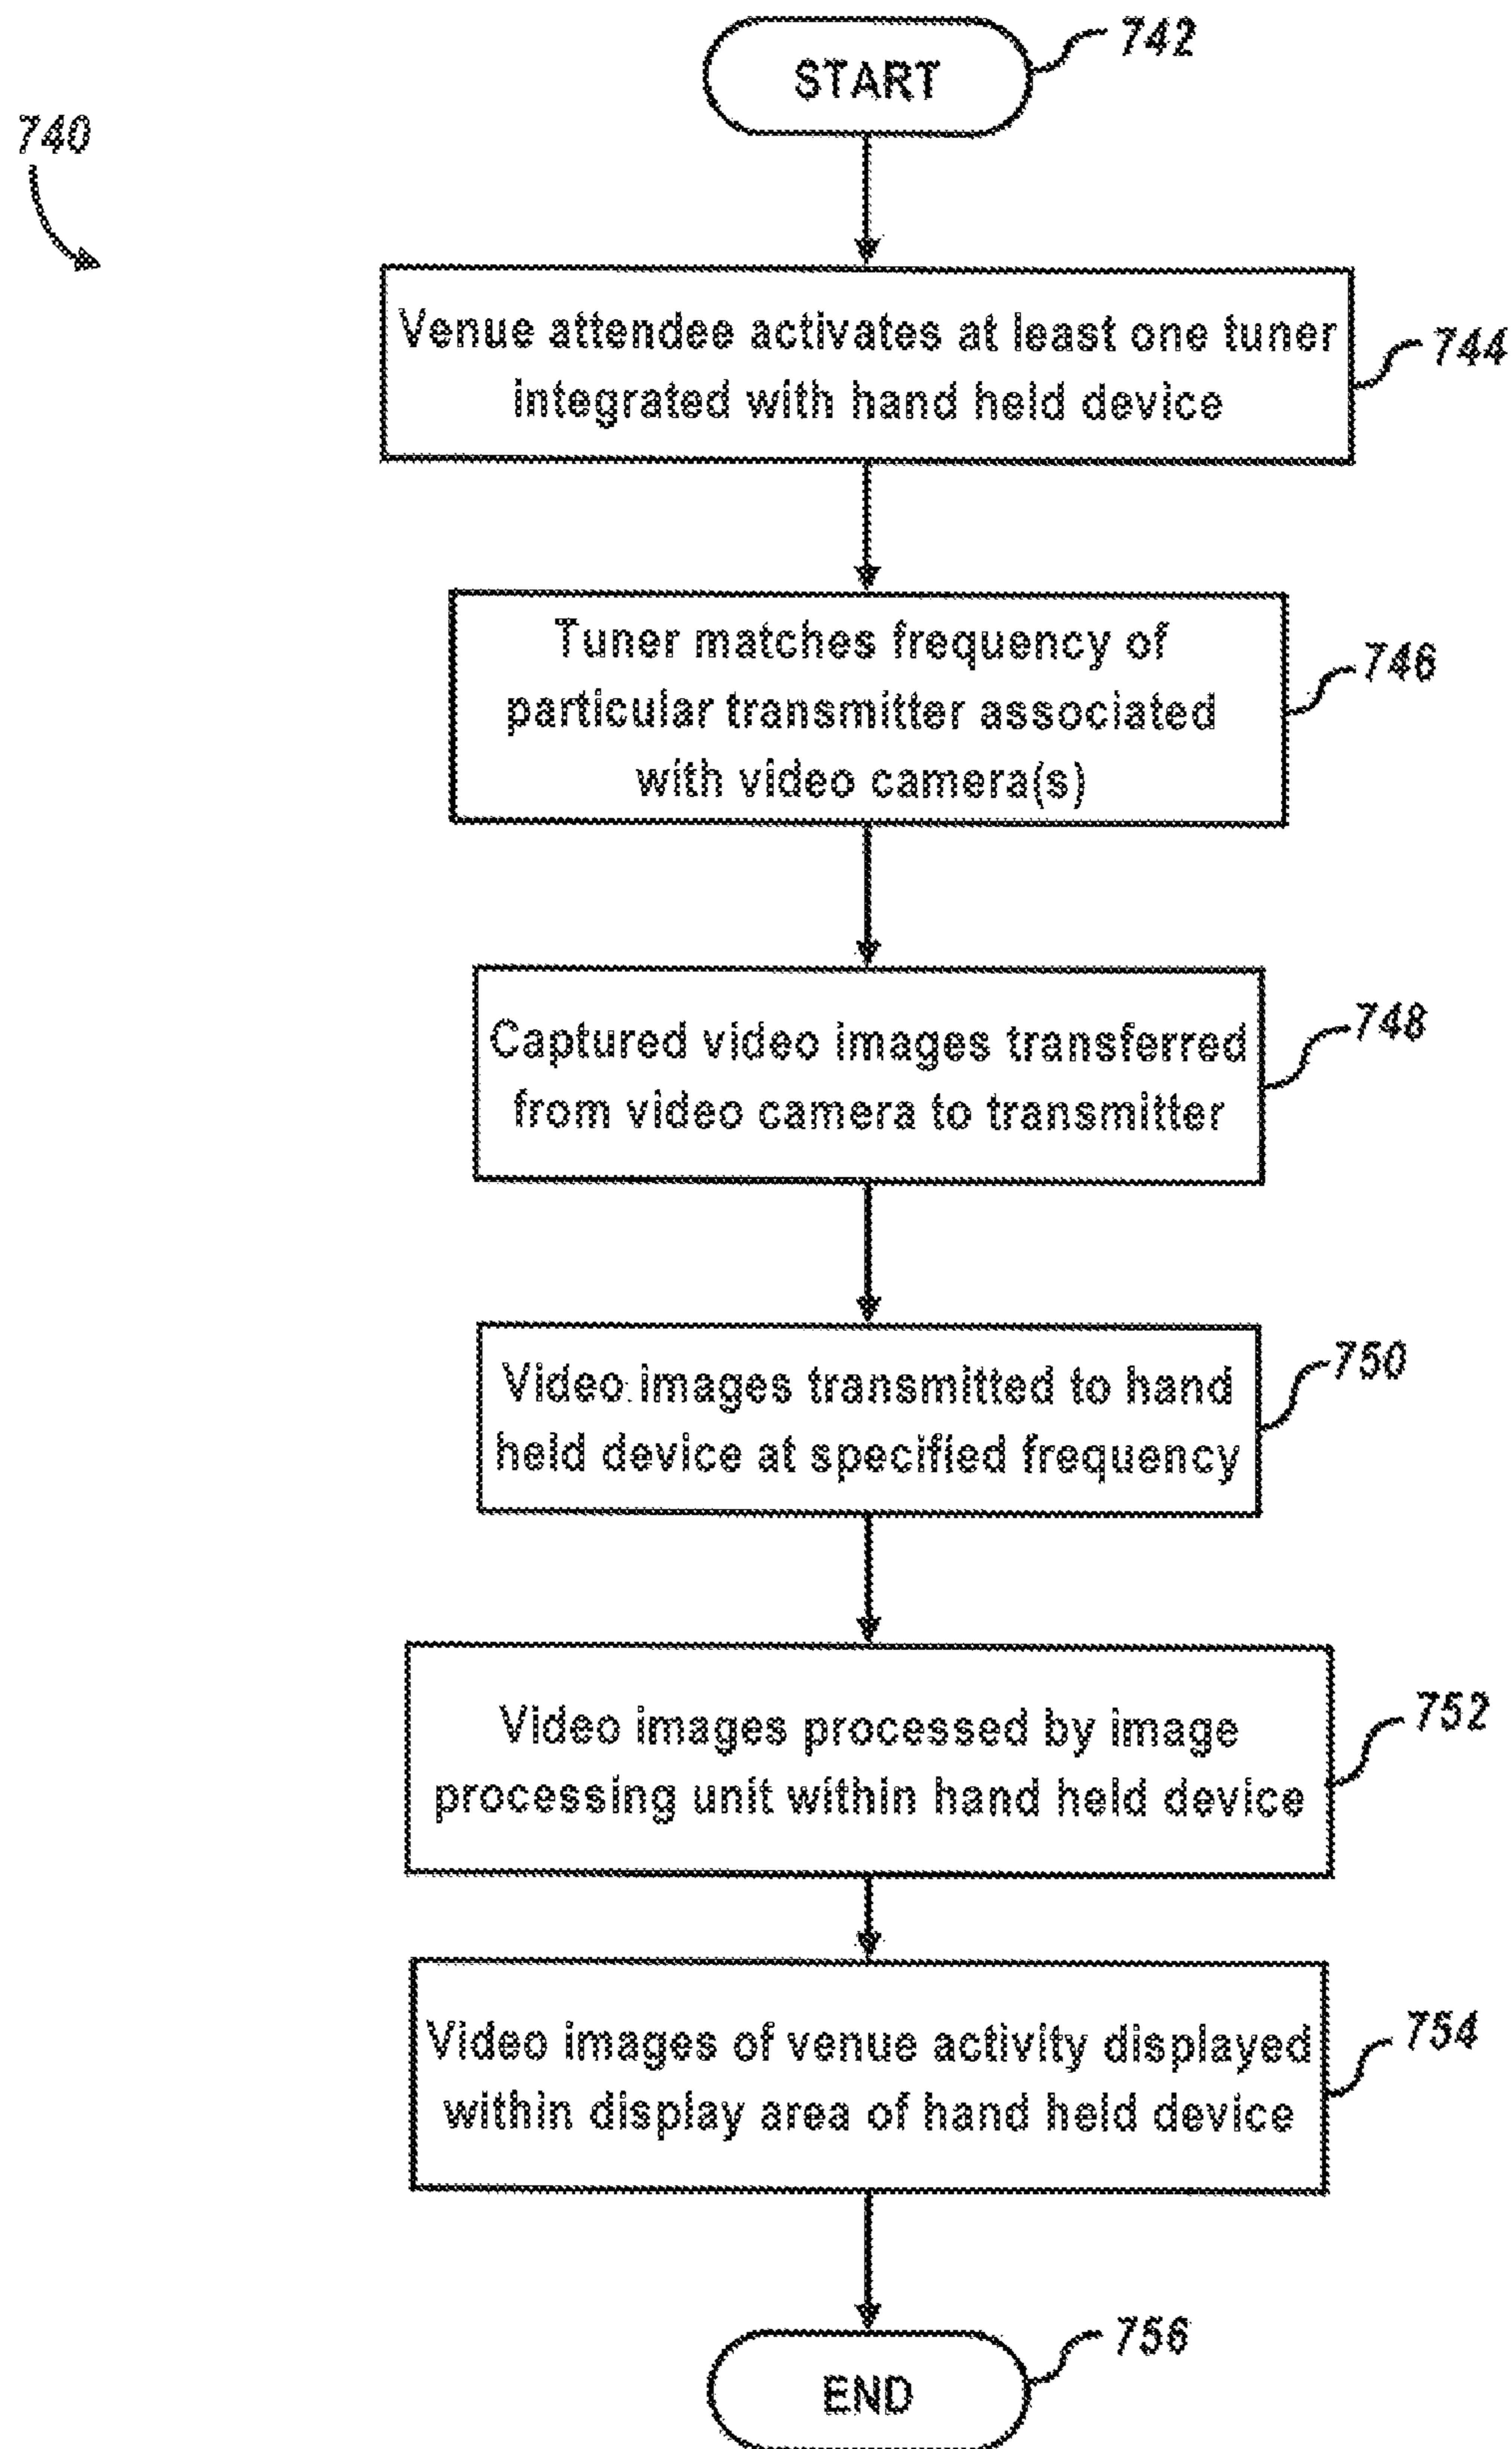 742
START
740
Venue attendee activates at least one tuner
integrated with hand held device
744
Tuner matches frequency of
particular transmitter associated
with video camera(s)
746
Captured video images transferred
from video camera to transmitter
748
Video images transmitted to hand
held device at specified frequency
750
Video images processed by image
processing unit within hand held device
752
Video images of venue activity displayed
within display area of hand held device
754
756
END